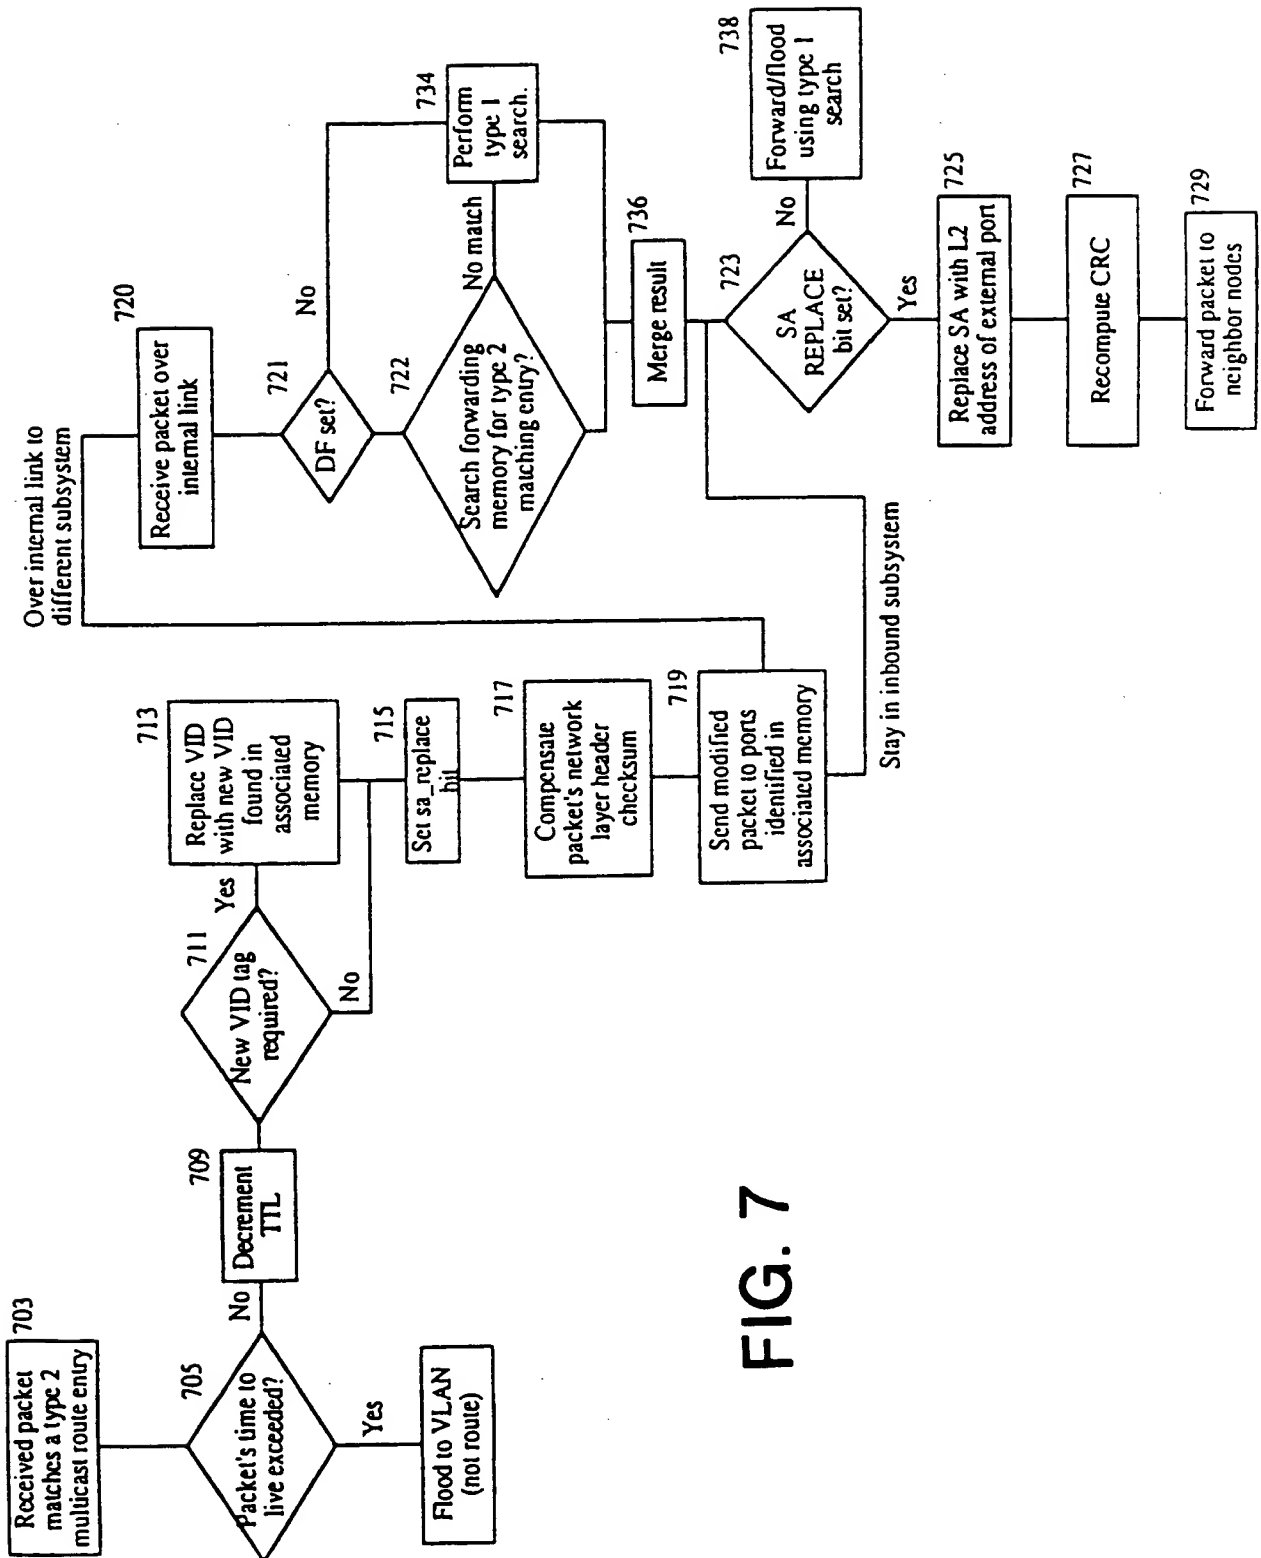 703
Received packet
matches a type 2
multicast route entry
705
Packet's time to
live exceeded?
Yes
Flood to VLAN
(not route)
No
709
Decrement
TTL
711
New VID tag
required?
Yes
No
713
Replace VID
with new VID
found in
associated
memory
715
Set sa_replace
bit
717
Compensate
packet's network
layer header
checksum
719
Send modified
packet to ports
identified in
associated memory
Over internal link to
different subsystem
Stay in inbound subsystem
720
Receive packet over
internal link
721
DF set?
No
722
Search forwarding
memory for type 2
matching entry?
No match
734
Perform
type 1
search.
736
Merge result
723
SA
REPLACE
bit set?
No
738
Forward/flood
using type 1
search
Yes
725
Replace SA with L2
address of external port
727
Recompute CRC
729
Forward packet to
neighbor nodes
FIG. 7